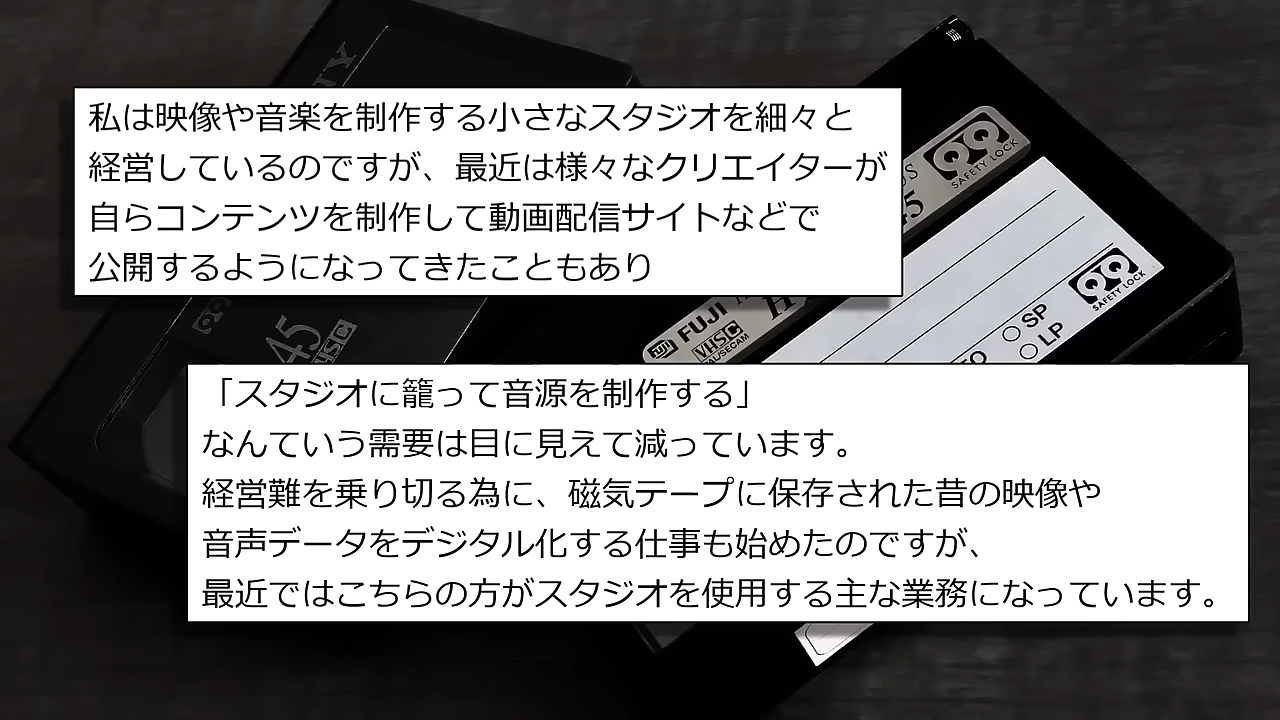 私は映像や音楽を制作する小さなスタジオを細々と
経営しているのですが、最近は様々なクリエイターが
自らコンテンツを制作して動画配信サイトなどで
公開するようになってきたこともあり
「スタジオに籠って音源を制作する」
なんていう需要は目に見えて減っています。
経営難を乗り切る為に、磁気テープに保存された昔の映像や
音声データをデジタル化する仕事も始めたのですが、
最近ではこちらの方がスタジオを使用する主な業務になっています。
QQ
SAFETY LOCK
45
FUJI
VHS C
PAL/SECAM
QQ
SAFETY LOCK
SP
LP
45
VHS C